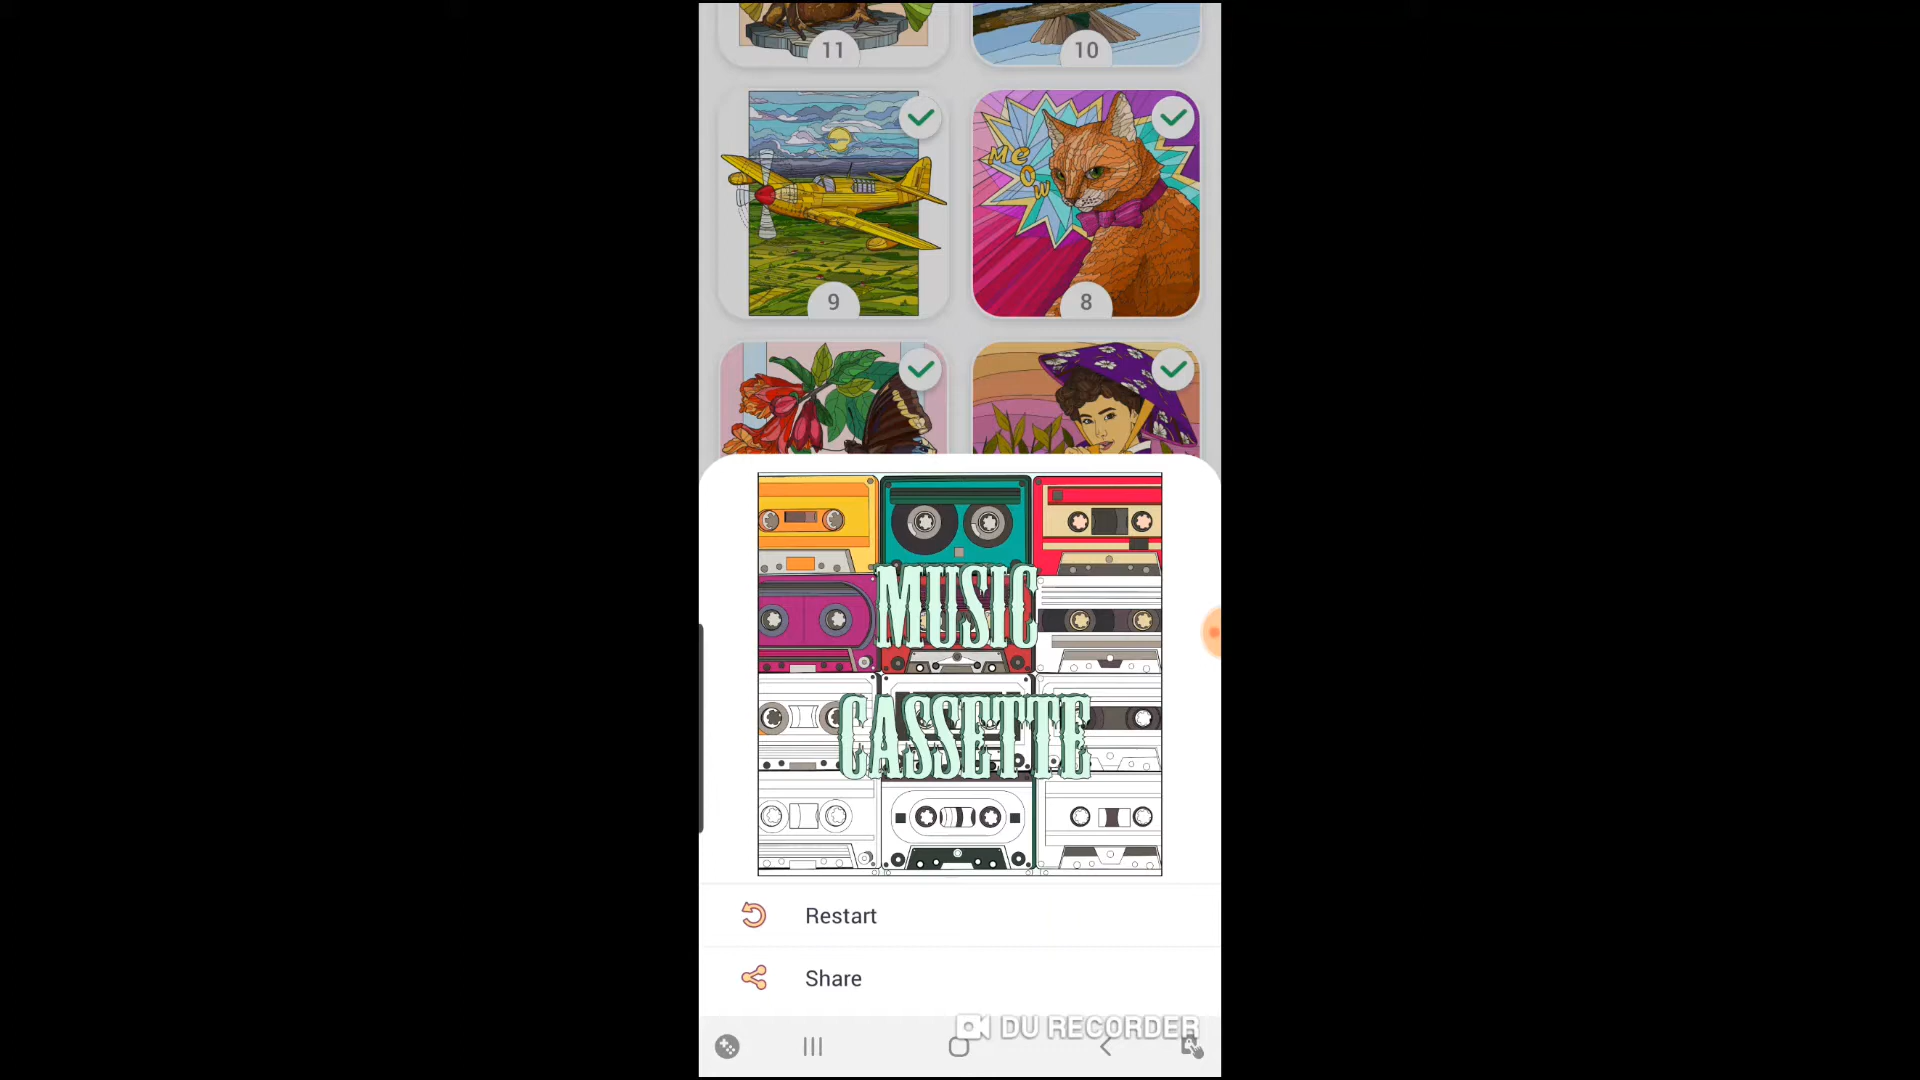 11
10
MEOW
9
8
MUSIC
CASSETTE
Restart
Share
DU RECORDER